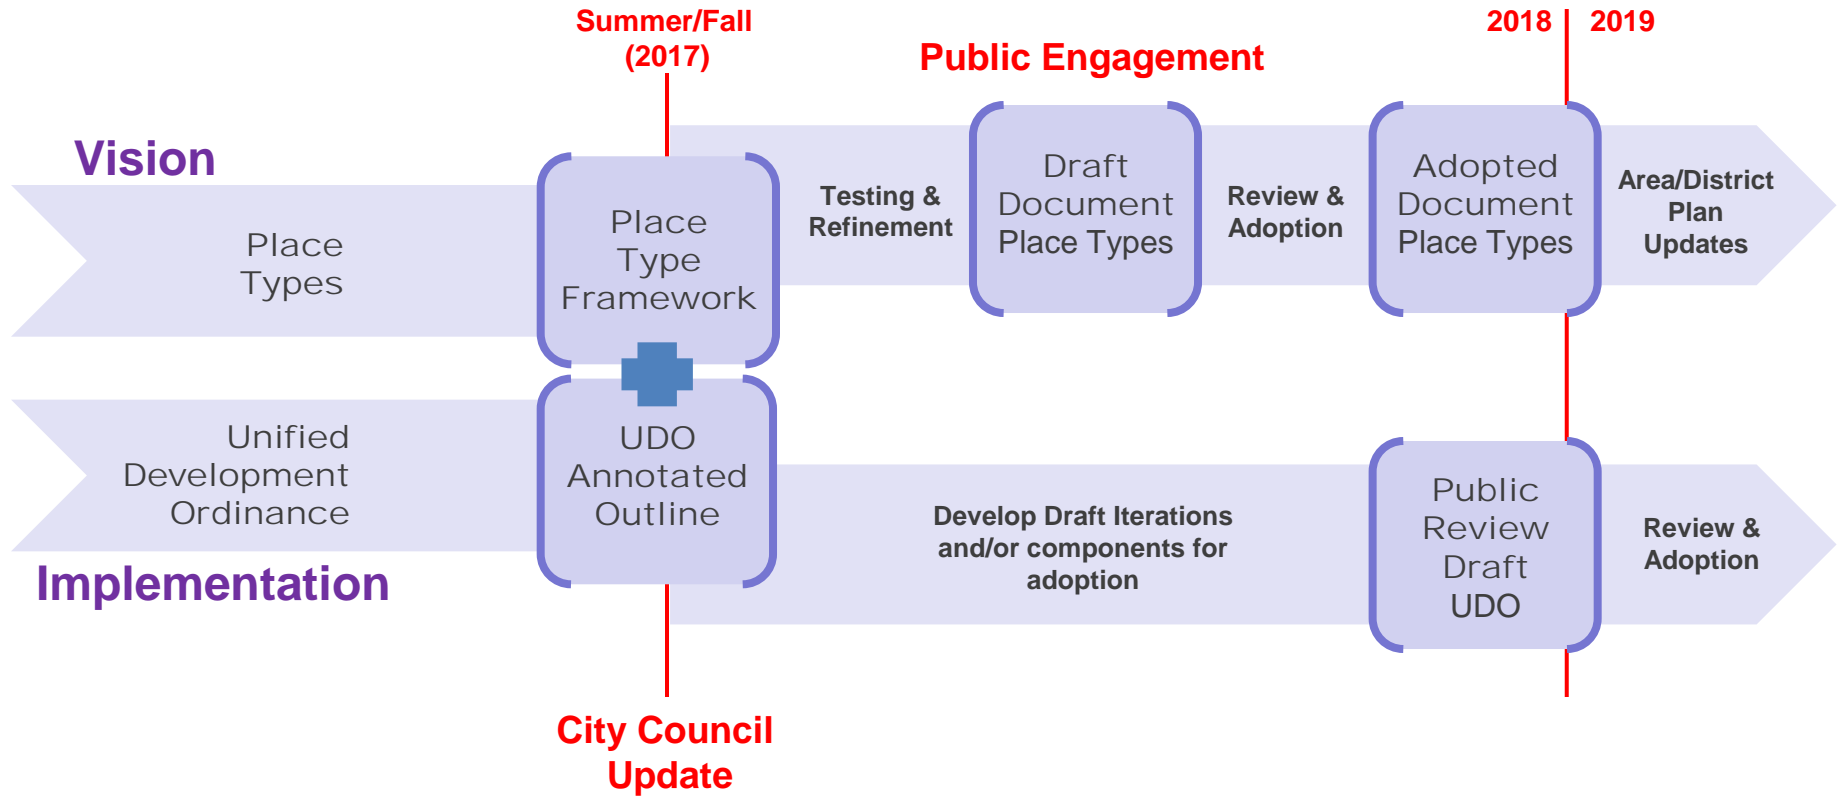 Summer/Fall
(2017)
Public Engagement
2018
2019
Vision
Place
Types
Place
Type
Framework
Testing &
Refinement
Draft
Document
Place Types
Review &
Adoption
Adopted
Document
Place Types
Area/District
Plan
Updates
Unified
Development
Ordinance
Implementation
UDO
Annotated
Outline
Develop Draft Iterations
and/or components for
adoption
Public
Review
Draft
UDO
Review &
Adoption
City Council
Update